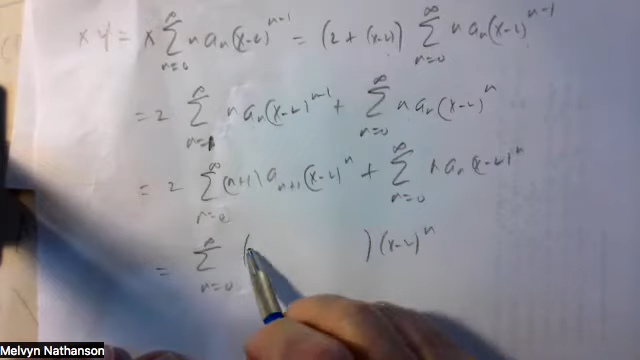 x y' = x ∑_{n=0}^{∞} n a_n (x-2)^{n-1} = (2 + (x-2)) ∑_{n=0}^{∞} n a_n (x-2)^{n-1}
= 2 ∑_{n=1}^{∞} n a_n (x-2)^{n-1} + ∑_{n=0}^{∞} n a_n (x-2)^n
= 2 ∑_{n=0}^{∞} (n+1) a_{n+1} (x-2)^n + ∑_{n=0}^{∞} n a_n (x-2)^n
= ∑_{n=0}^{∞} ( ) (x-2)^n
Melvyn Nathanson